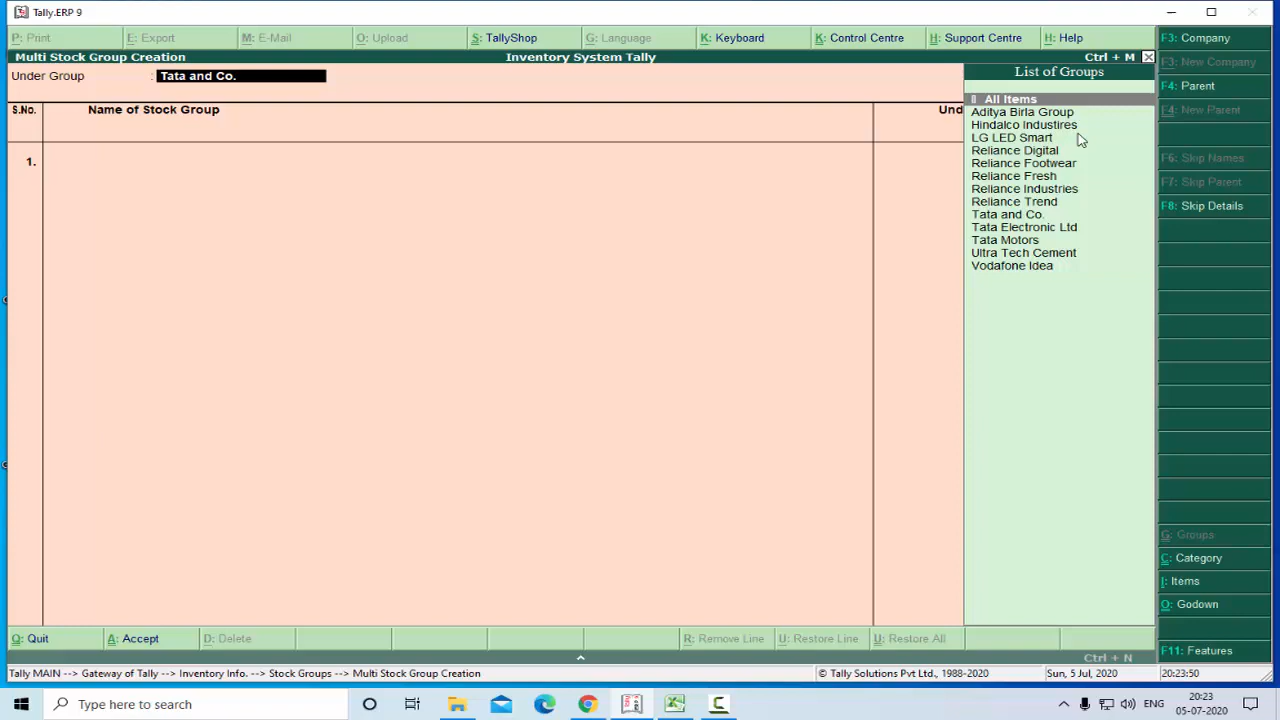 Tally.ERP 9
P: Print
E: Export
M: E-Mail
O: Upload
S: TallyShop
G: Language
K: Keyboard
K: Control Centre
H: Support Centre
H: Help
F3: Company
Multi Stock Group Creation
Inventory System Tally
Ctrl + M
F3: New Company
Under Group : Tata and Co.
List of Groups
F4: Parent
All Items
S.No.
Name of Stock Group
Und
Aditya Birla Group
F4: New Parent
Hindalco Industires
LG LED Smart
Reliance Digital
1.
Reliance Footwear
F6: Skip Names
Reliance Fresh
F7: Skip Parent
Reliance Industries
Reliance Trend
F8: Skip Details
Tata and Co.
Tata Electronic Ltd
Tata Motors
Ultra Tech Cement
Vodafone Idea
G: Groups
C: Category
I: Items
O: Godown
Q: Quit
A: Accept
D: Delete
R: Remove Line
U: Restore Line
U: Restore All
F11: Features
Ctrl + N
Tally MAIN --> Gateway of Tally --> Inventory Info. --> Stock Groups --> Multi Stock Group Creation
© Tally Solutions Pvt Ltd., 1988-2020
Sun, 5 Jul, 2020
20:23:50
Type here to search
ENG
20:23
05-07-2020